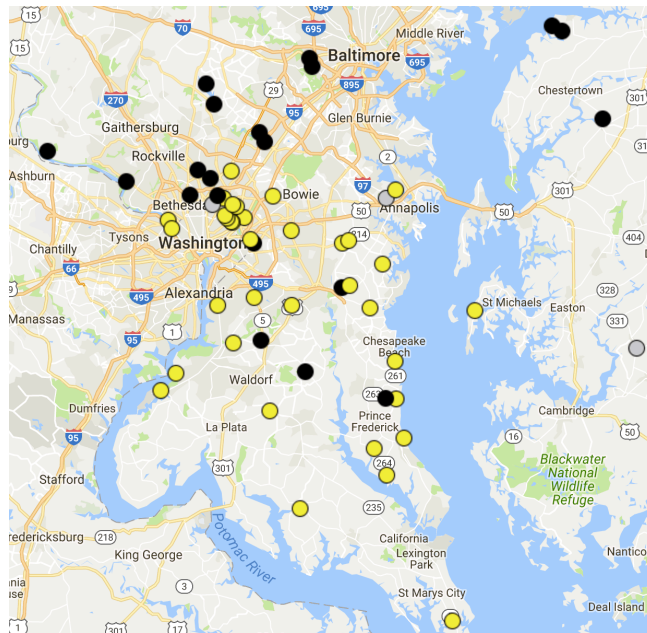 15
70
695
695
Middle River
15
Baltimore
695
29
270
895
Chestertown
301
95
Glen Burnie
Gaithersburg
Rockville
2
Ashburn
97
301
Bowie
Bethesda
50
Annapolis
50
Tysons
Washington
214
Chantilly
404
66
495
495
Alexandria
328
St Michaels
Easton
Manassas
5
331
1
95
Chesapeake
Beach
261
Waldorf
Dumfries
Cambridge
Prince
Frederick
La Plata
50
95
16
264
301
Blackwater
National
Wildlife
Refuge
Stafford
235
218
California
Lexington
Park
King George
Potomac River
3
St Marys City
Deal Island
1
301
17